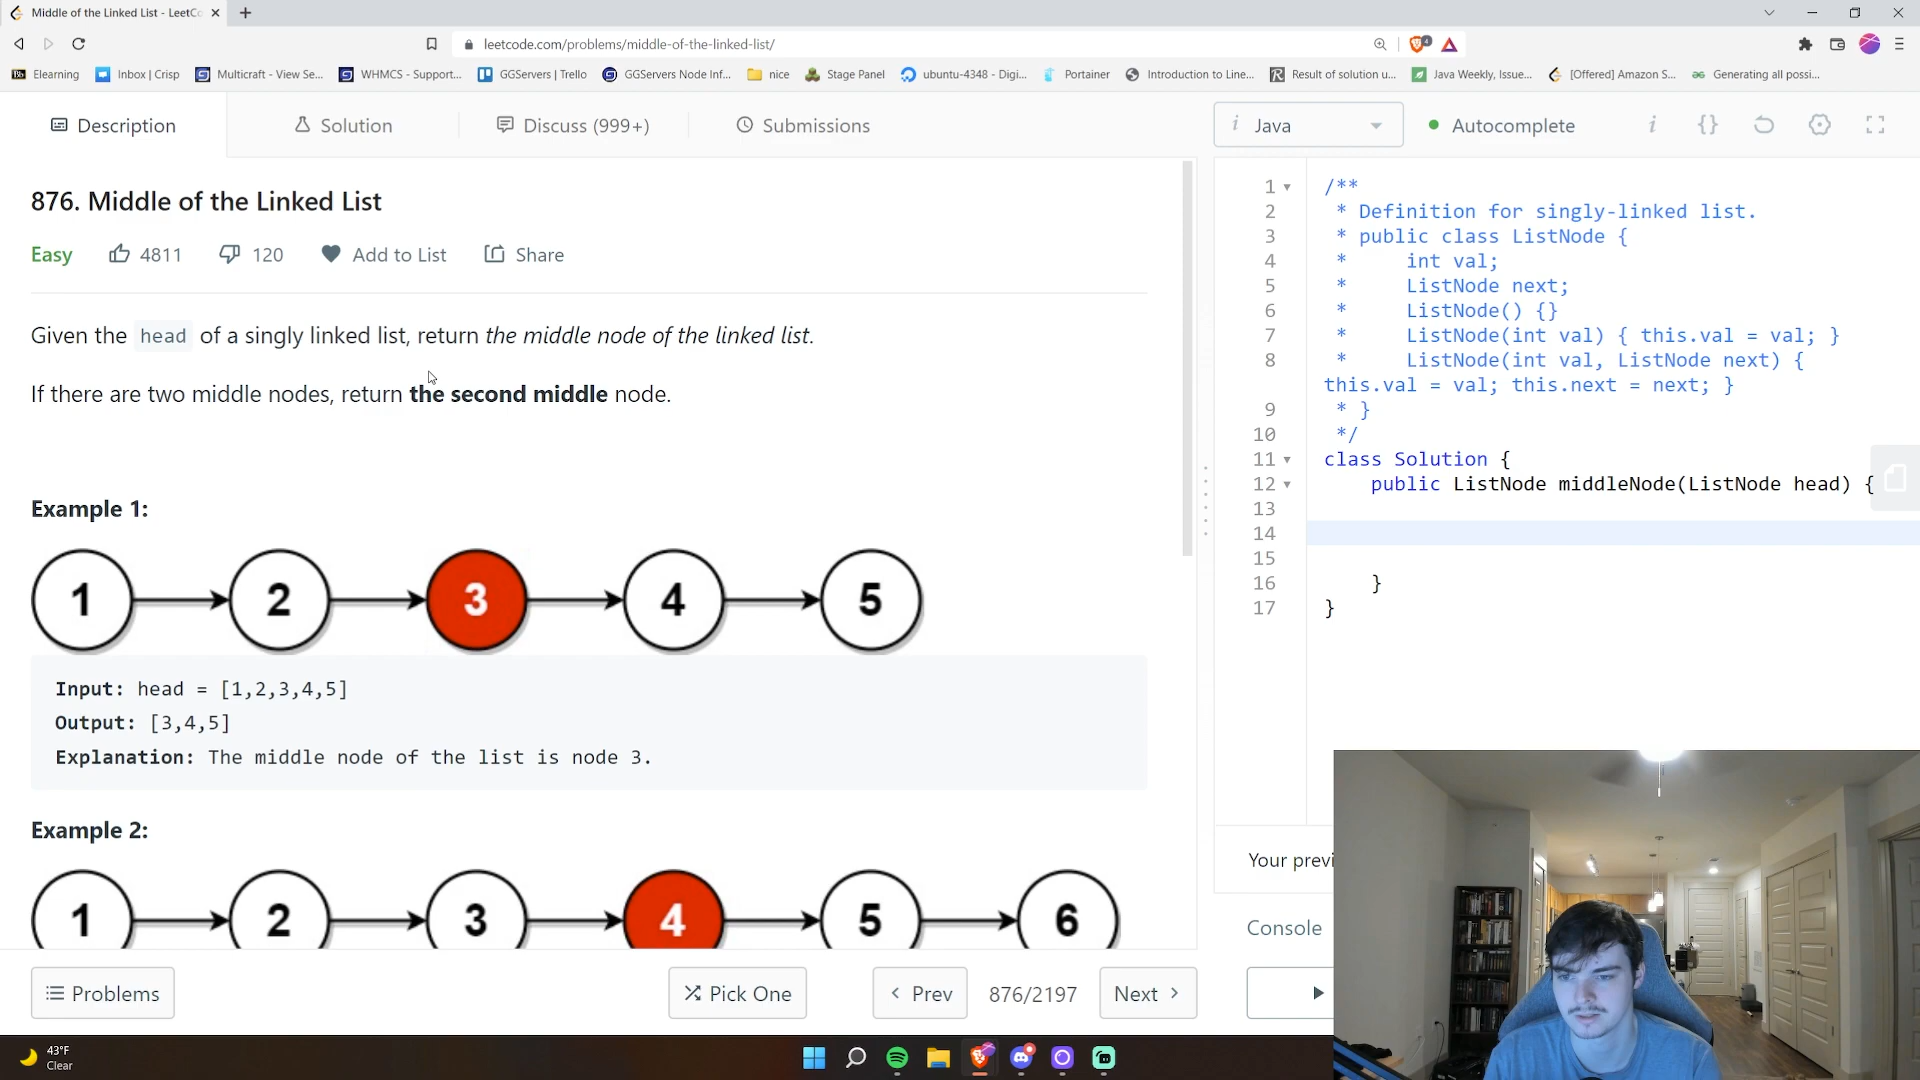 Middle of the Linked List - LeetCo
leetcode.com/problems/middle-of-the-linked-list/
Elearning
Inbox | Crisp
Multicraft - View Se...
WHMCS - Support...
GGServers | Trello
GGServers Node Inf...
nice
Stage Panel
ubuntu-4348 - Digi...
Portainer
Introduction to Line...
Result of solution u...
Java Weekly, Issue...
[Offered] Amazon S...
Generating all possi...
Description
Solution
Discuss (999+)
Submissions
i Java
Autocomplete
i {}
876. Middle of the Linked List
Easy 4811 120 Add to List Share
Given the head of a singly linked list, return the middle node of the linked list.
If there are two middle nodes, return the second middle node.
Example 1:
1 2 3 4 5
Input: head = [1,2,3,4,5]
Output: [3,4,5]
Explanation: The middle node of the list is node 3.
Example 2:
1 2 3 4 5 6
Problems
Pick One
Prev
876/2197
Next
1 /**
2 * Definition for singly-linked list.
3 * public class ListNode {
4 *     int val;
5 *     ListNode next;
6 *     ListNode() {}
7 *     ListNode(int val) { this.val = val; }
8 *     ListNode(int val, ListNode next) {
this.val = val; this.next = next; }
9 * }
10 */
11 class Solution {
12     public ListNode middleNode(ListNode head) {
13
14
15
16     }
17 }
Your previ
Console
43°F
Clear